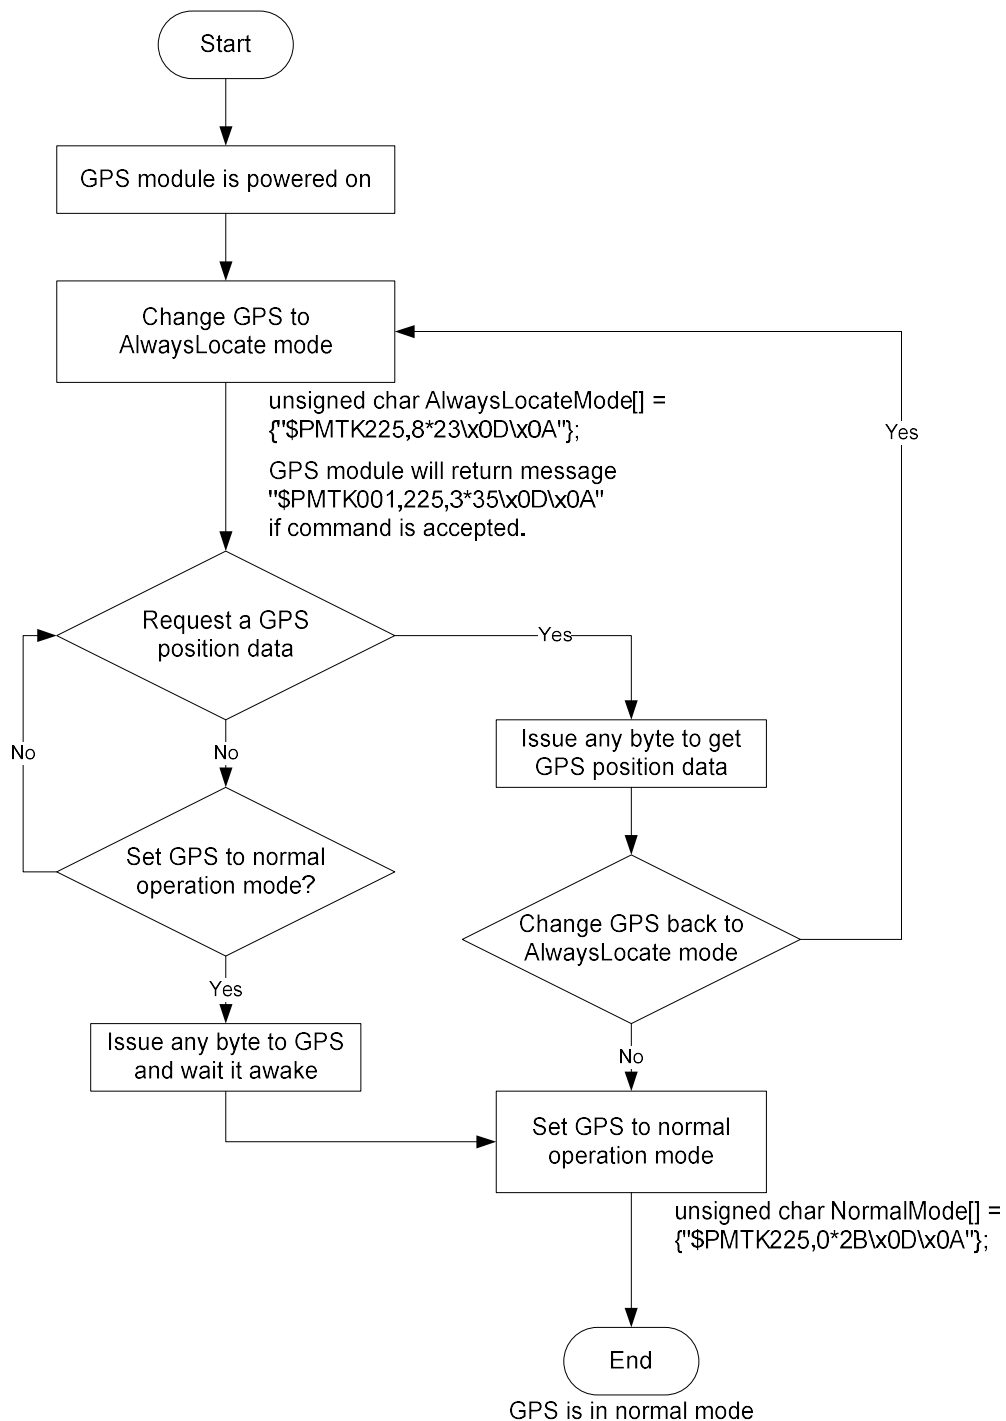 Start
GPS module is powered on
Change GPS to
AlwaysLocate mode
unsigned char AlwaysLocateMode[] =
{"$PMTK225,8*23\x0D\x0A"};
GPS module will return message
"$PMTK001,225,3*35\x0D\x0A"
if command is accepted.
Yes
Request a GPS
position data
Yes
No
No
Issue any byte to get
GPS position data
Set GPS to normal
operation mode?
Change GPS back to
AlwaysLocate mode
Yes
Issue any byte to GPS
and wait it awake
No
Set GPS to normal
operation mode
unsigned char NormalMode[] =
{"$PMTK225,0*2B\x0D\x0A"};
End
GPS is in normal mode